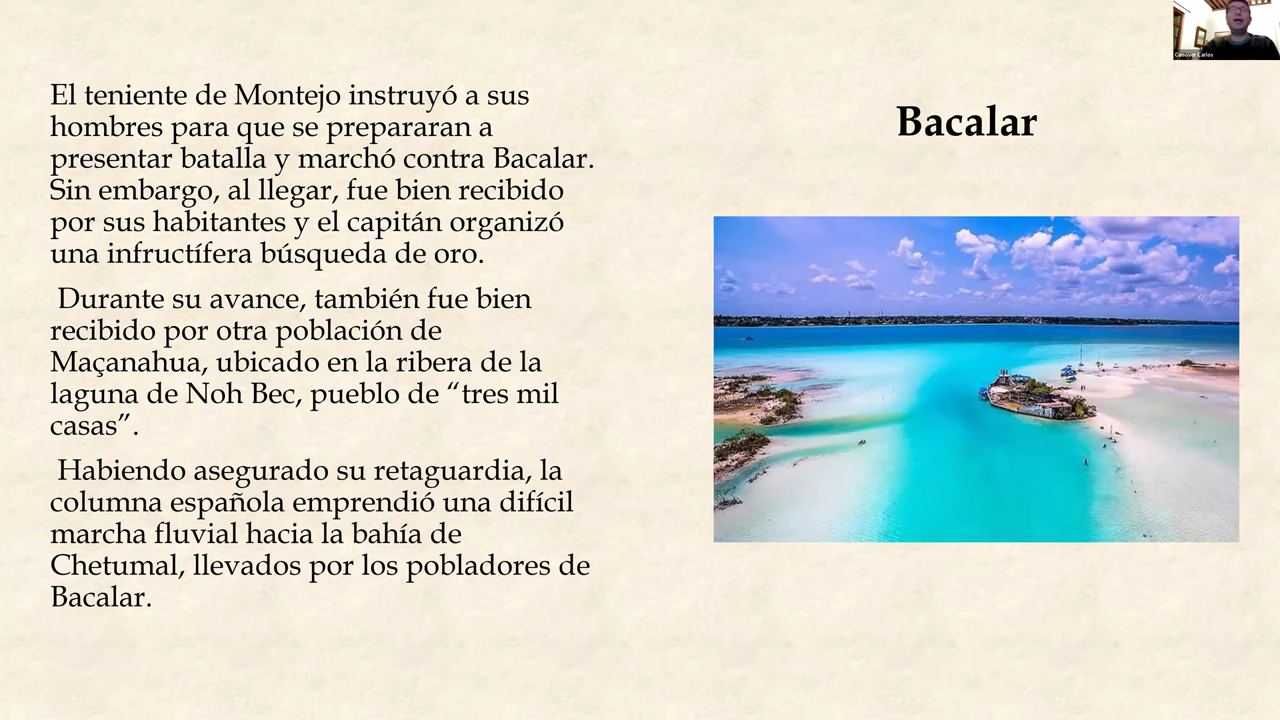 El teniente de Montejo instruyó a sus
hombres para que se prepararan a
presentar batalla y marchó contra Bacalar.
Sin embargo, al llegar, fue bien recibido
por sus habitantes y el capitán organizó
una infructífera búsqueda de oro.
Durante su avance, también fue bien
recibido por otra población de
Maçanahua, ubicado en la ribera de la
laguna de Noh Bec, pueblo de “tres mil
casas”.
Habiendo asegurado su retaguardia, la
columna española emprendió una difícil
marcha fluvial hacia la bahía de
Chetumal, llevados por los pobladores de
Bacalar.
Bacalar